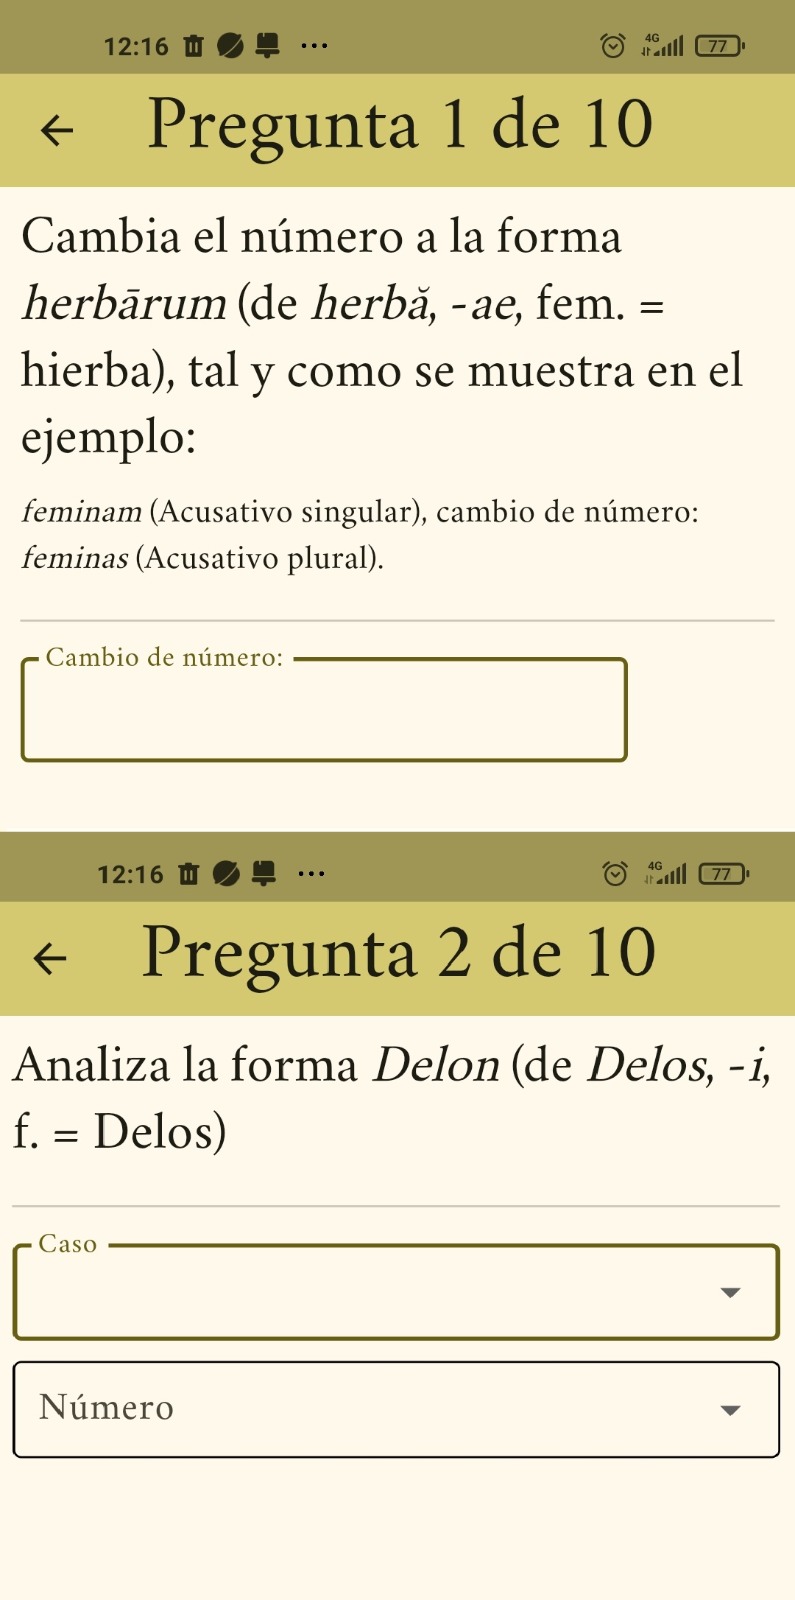 12:16 ... 4G 77
Pregunta 1 de 10
Cambia el número a la forma
herbārum (de herbă, -ae, fem. =
hierba), tal y como se muestra en el
ejemplo:
feminam (Acusativo singular), cambio de número:
feminas (Acusativo plural).
Cambio de número:
12:16 ... 4G 77
Pregunta 2 de 10
Analiza la forma Delon (de Delos, -i,
f. = Delos)
Caso
Número